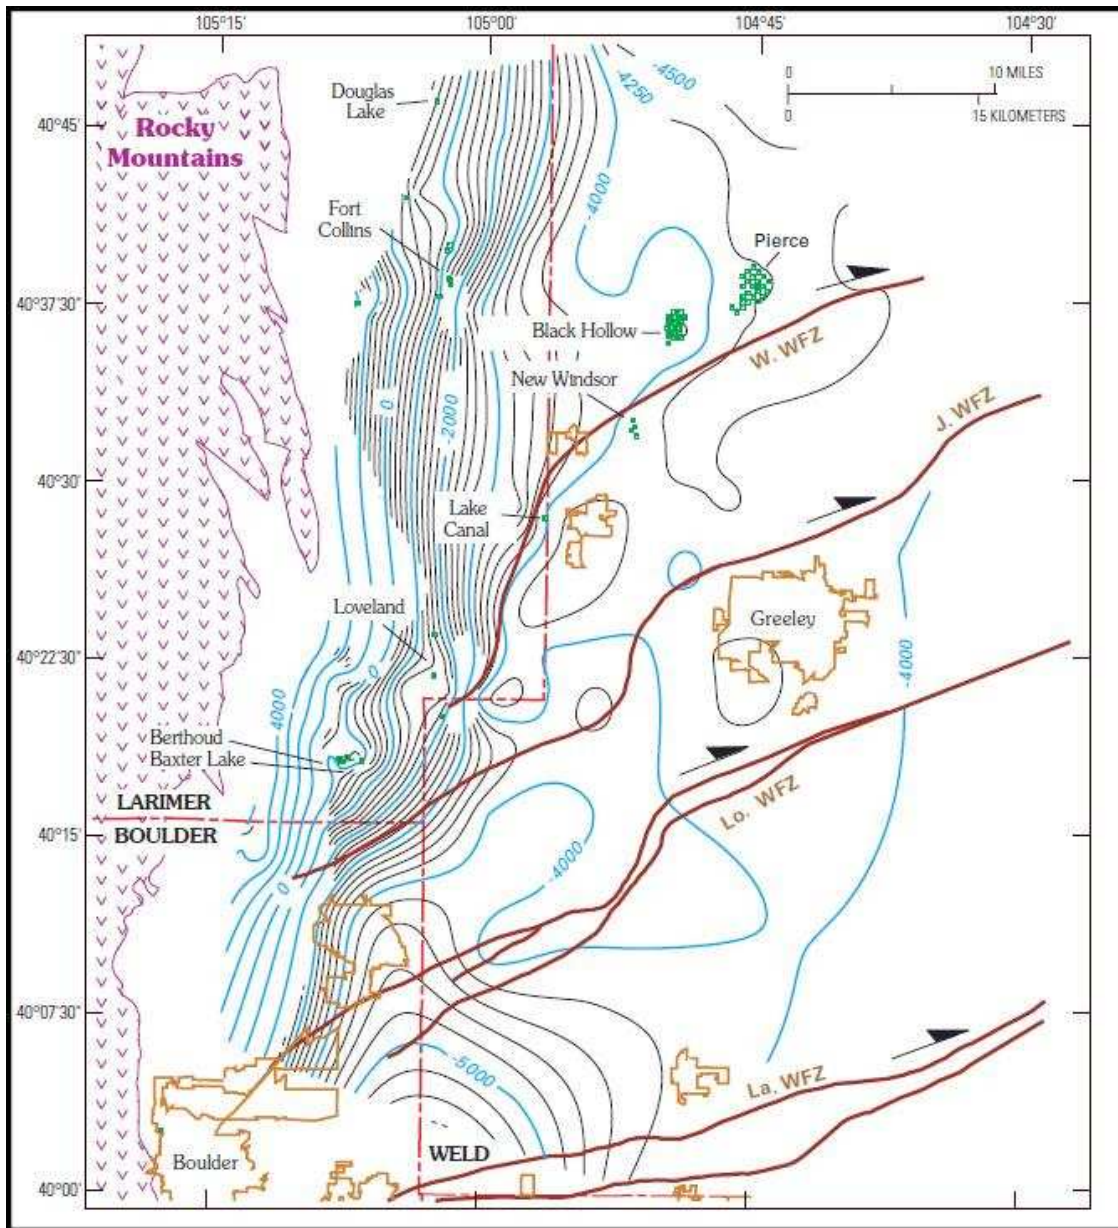 105°15'
105°00'
104°45'
104°30'
-4500
-4250
0
10 MILES
0
15 KILOMETERS
Douglas
Lake
40°45'
Rocky
Mountains
-4000
Fort
Collins
Pierce
40°37'30"
Black Hollow
W. WFZ
New Windsor
0
-2000
J. WFZ
40°30'
Lake
Canal
Loveland
Greeley
40°22'30"
0
-4000
4000
Berthoud
Baxter Lake
Lo. WFZ
LARIMER
BOULDER
40°15'
-4000
0
40°07'30"
-5000
La. WFZ
WELD
Boulder
40°00'